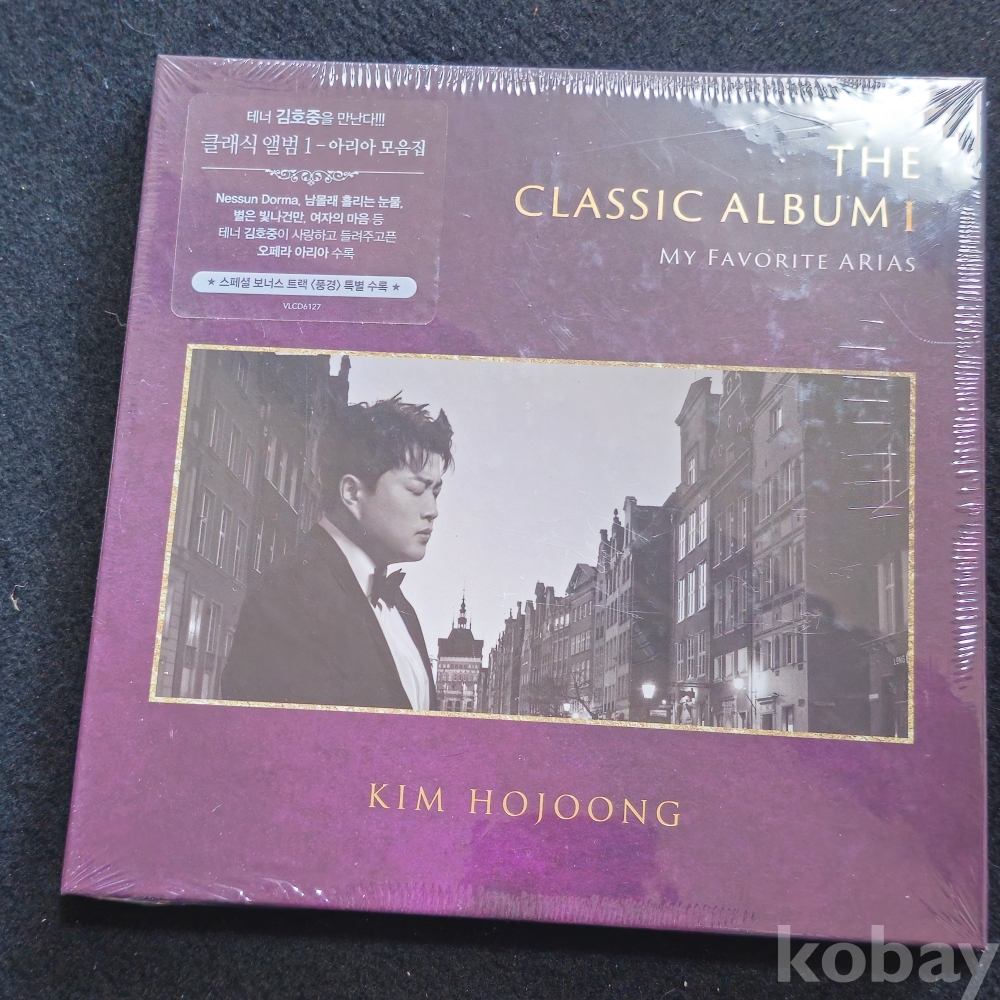 테너 김호중을 만난다!!!
클래식 앨범 1 - 아리아 모음집
Nessun Dorma, 남몰래 흘리는 눈물,
별은 빛나건만, 여자의 마음 등
테너 김호중이 사랑하고 들려주고픈
오페라 아리아 수록
★ 스페셜 보너스 트랙 〈풍경〉 특별 수록 ★
VLCD6127
THE
CLASSIC ALBUM I
MY FAVORITE ARIAS
KIM HOJOONG
kobay